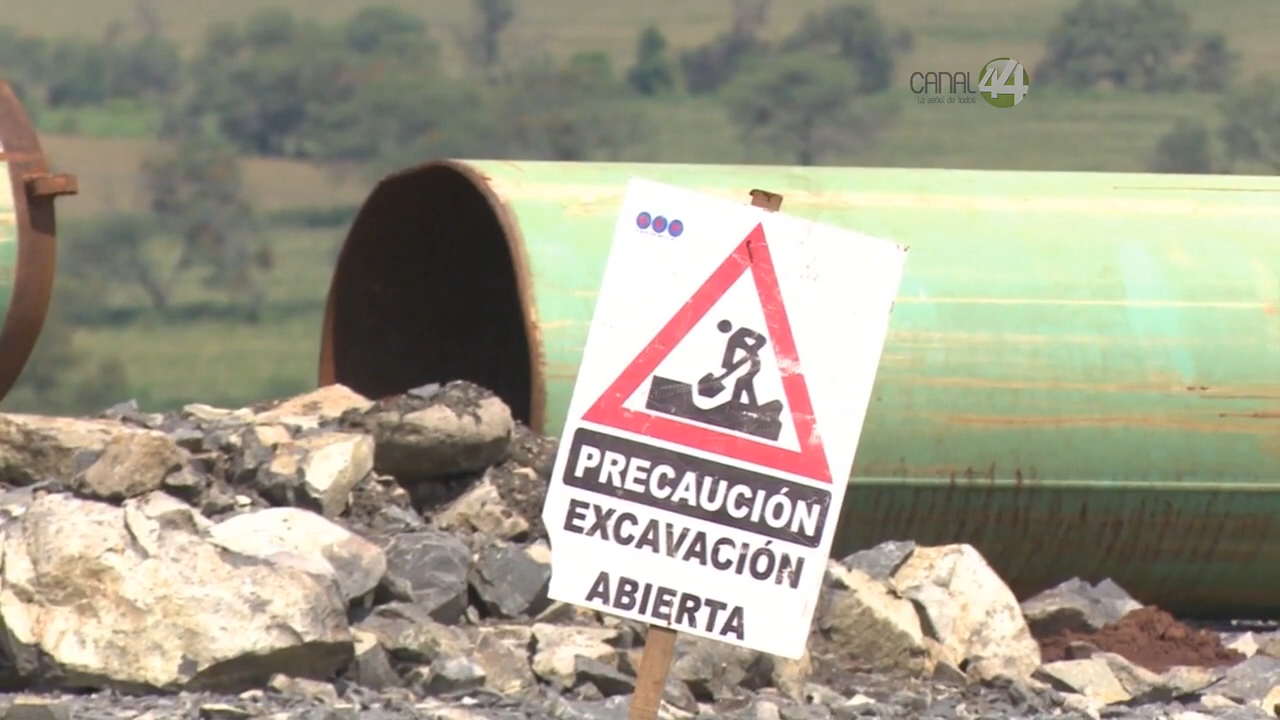 CANAL 44
La señal de todos
PRECAUCIÓN
EXCAVACIÓN
ABIERTA